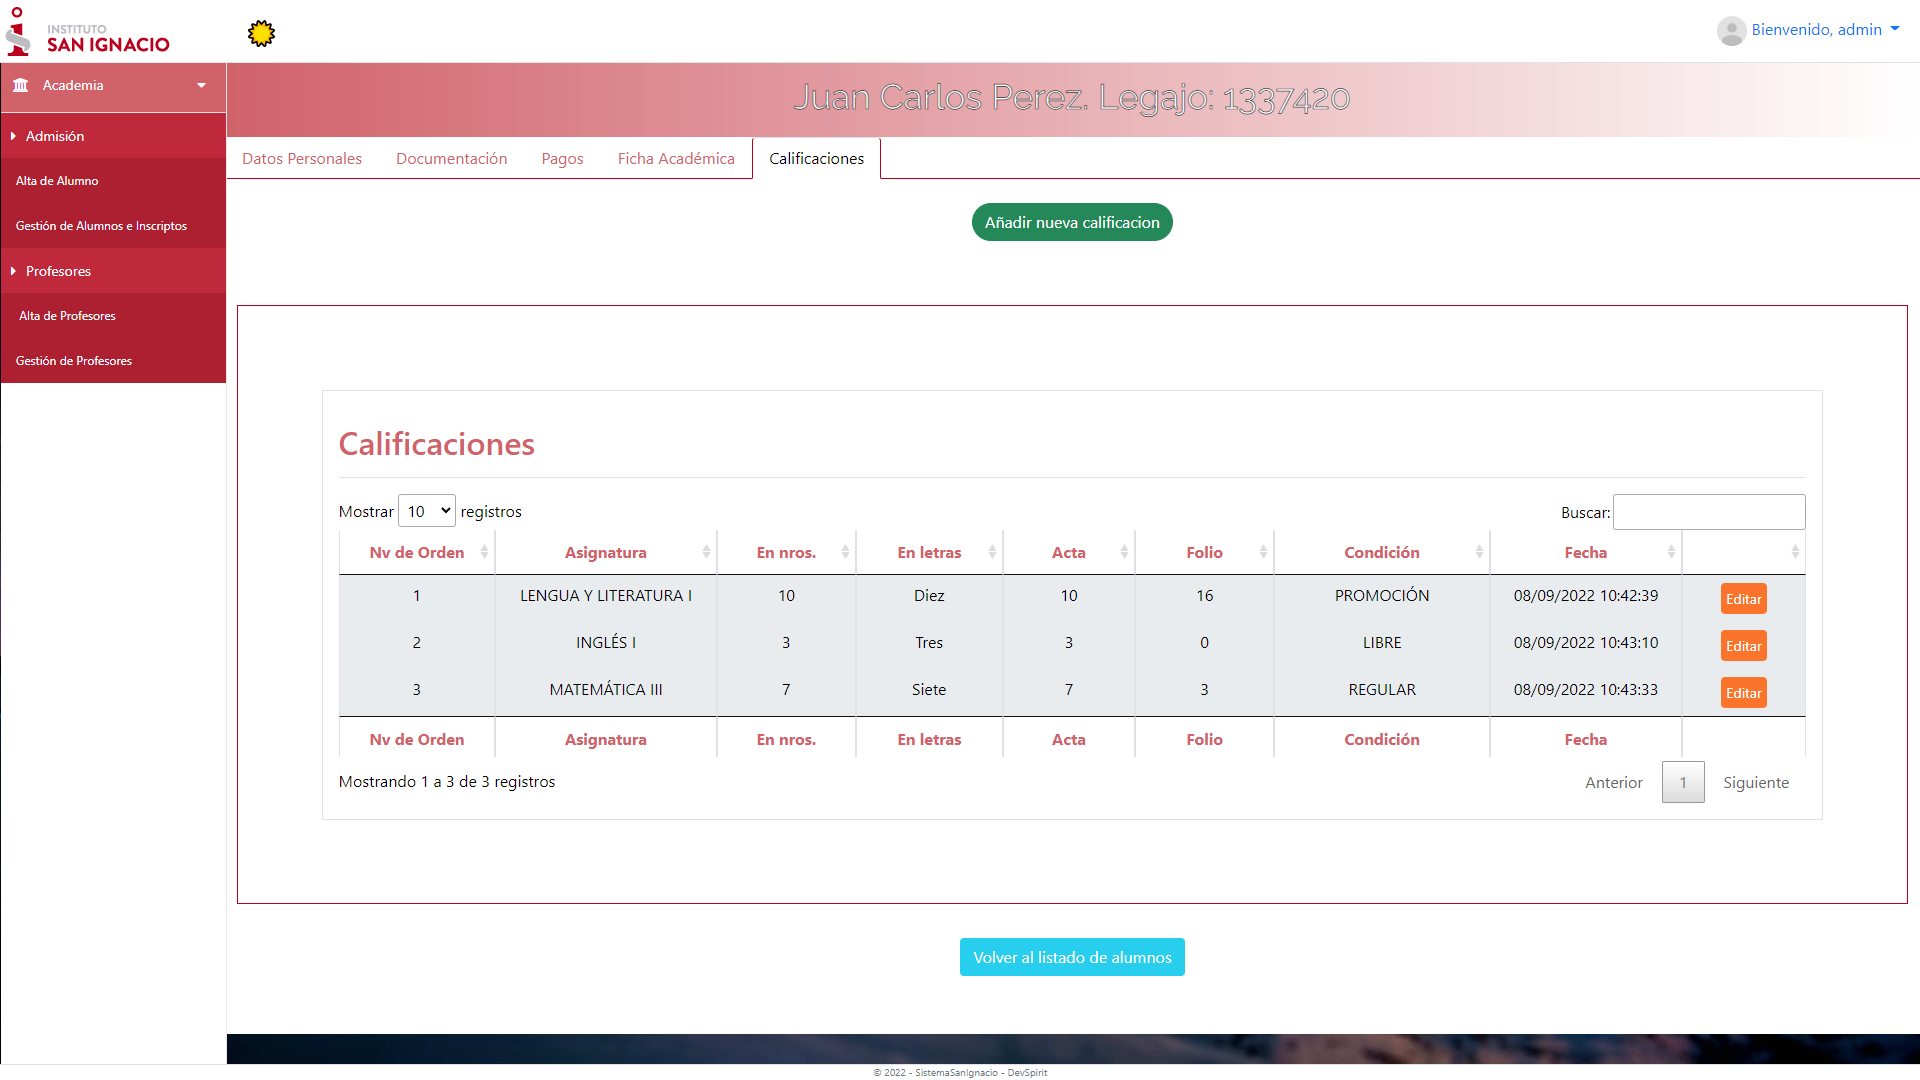 INSTITUTO
SAN IGNACIO
Bienvenido, admin
Academia
Admisión
Alta de Alumno
Gestión de Alumnos e Inscriptos
Profesores
Alta de Profesores
Gestión de Profesores
Juan Carlos Perez. Legajo: 1337420
Datos Personales Documentación Pagos Ficha Académica Calificaciones
Añadir nueva calificacion
Calificaciones
Mostrar 10 registros Buscar:
Nv de Orden Asignatura En nros. En letras Acta Folio Condición Fecha
1 LENGUA Y LITERATURA I 10 Diez 10 16 PROMOCIÓN 08/09/2022 10:42:39 Editar
2 INGLÉS I 3 Tres 3 0 LIBRE 08/09/2022 10:43:10 Editar
3 MATEMÁTICA III 7 Siete 7 3 REGULAR 08/09/2022 10:43:33 Editar
Nv de Orden Asignatura En nros. En letras Acta Folio Condición Fecha
Mostrando 1 a 3 de 3 registros Anterior 1 Siguiente
Volver al listado de alumnos
© 2022 - SistemaSanIgnacio - DevSpirit